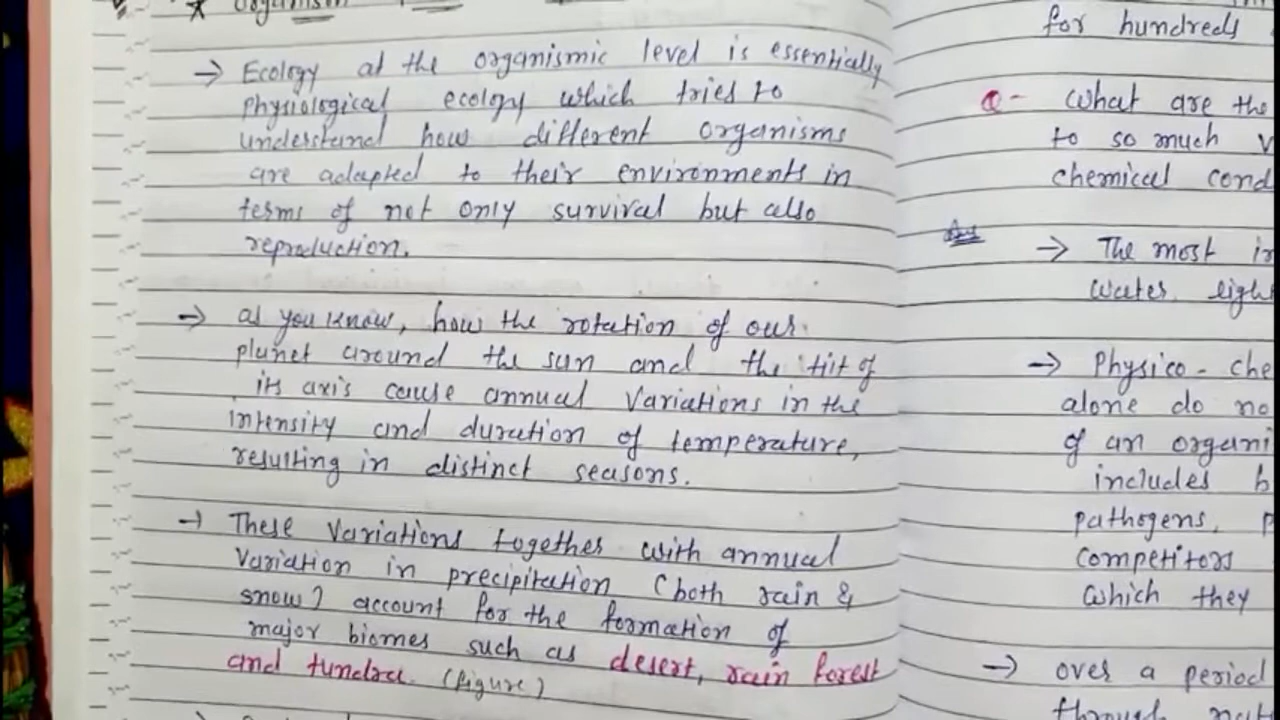 * Organism
→ Ecology at the organismic level is essentially
physiological ecology which tries to
understand how different organisms
are adapted to their environments in
terms of not only survival but also
reproduction.
→ as you know, how the rotation of our
planet around the sun and the tilt of
its axis cause annual variations in the
intensity and duration of temperature,
resulting in distinct seasons.
→ These variations together with annual
variation in precipitation (both rain &
snow) account for the formation of
major biomes such as desert, rain forest
and tundra. (figure)
for hundreds
Q- What are the
to so much
chemical cond
→ The most
water, ligh
→ Physico-che
alone do no
of an organi
includes b
pathogens, p
competitors
which they
→ over a period
through